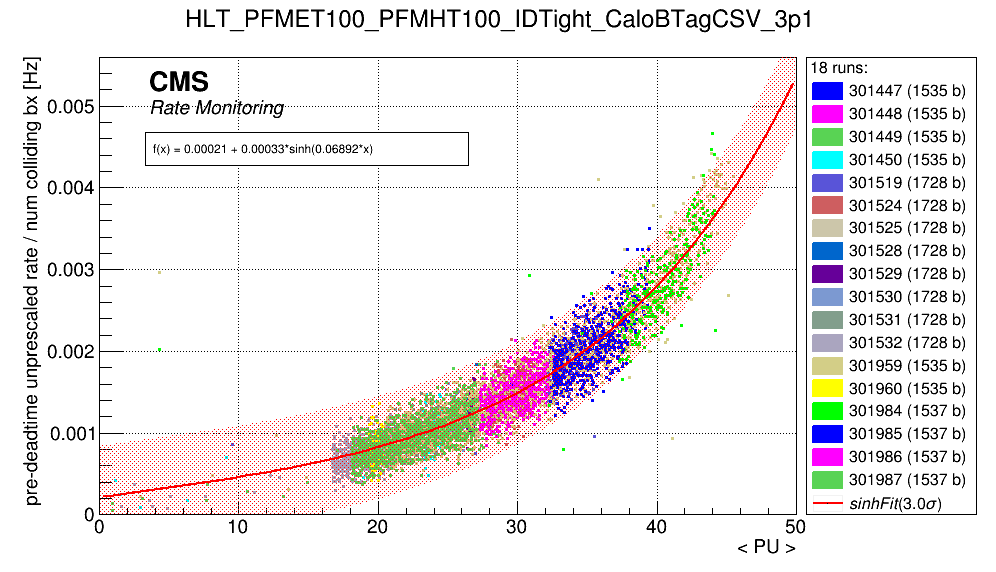 HLT_PFMET100_PFMHT100_IDTight_CaloBTagCSV_3p1
pre-deadtime unprescaled rate / num colliding bx [Hz]
CMS
Rate Monitoring
f(x) = 0.00021 + 0.00033*sinh(0.06892*x)
0.005
0.004
0.003
0.002
0.001
0
0 10 20 30 40 50
< PU >
18 runs:
301447 (1535 b)
301448 (1535 b)
301449 (1535 b)
301450 (1535 b)
301519 (1728 b)
301524 (1728 b)
301525 (1728 b)
301528 (1728 b)
301529 (1728 b)
301530 (1728 b)
301531 (1728 b)
301532 (1728 b)
301959 (1535 b)
301960 (1535 b)
301984 (1537 b)
301985 (1537 b)
301986 (1537 b)
301987 (1537 b)
sinhFit(3.0σ)